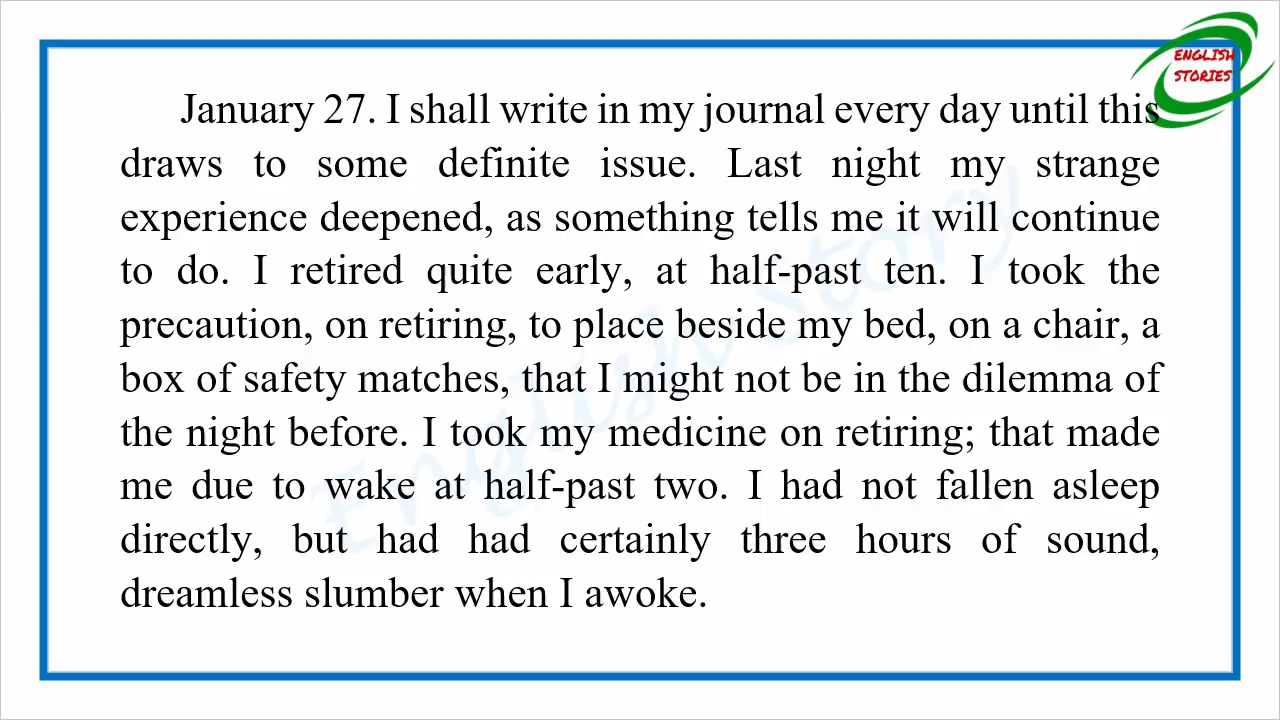 ENGLISH
STORIES
January 27. I shall write in my journal every day until this
draws to some definite issue. Last night my strange
experience deepened, as something tells me it will continue
to do. I retired quite early, at half-past ten. I took the
precaution, on retiring, to place beside my bed, on a chair, a
box of safety matches, that I might not be in the dilemma of
the night before. I took my medicine on retiring; that made
me due to wake at half-past two. I had not fallen asleep
directly, but had had certainly three hours of sound,
dreamless slumber when I awoke.
English Story